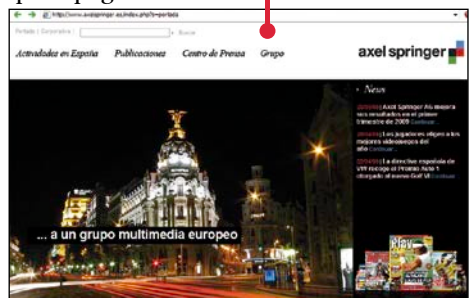 http://www.axelspringer.es/index.php?s=portada
Portada | Corporativa |
Buscar
Actividades en España Publicaciones Centro de Prensa Grupo
axel springer
News
Axel Springer AG mejora
sus resultados en el primer
trimestre de 2009 Continuar...
Los jugadores eligen a los
mejores videojuegos del
año Continuar...
La directiva española de
VW recoge el Premio Auto 1
otorgado al nuevo Golf VI Continuar...
... a un grupo multimedia europeo
Play